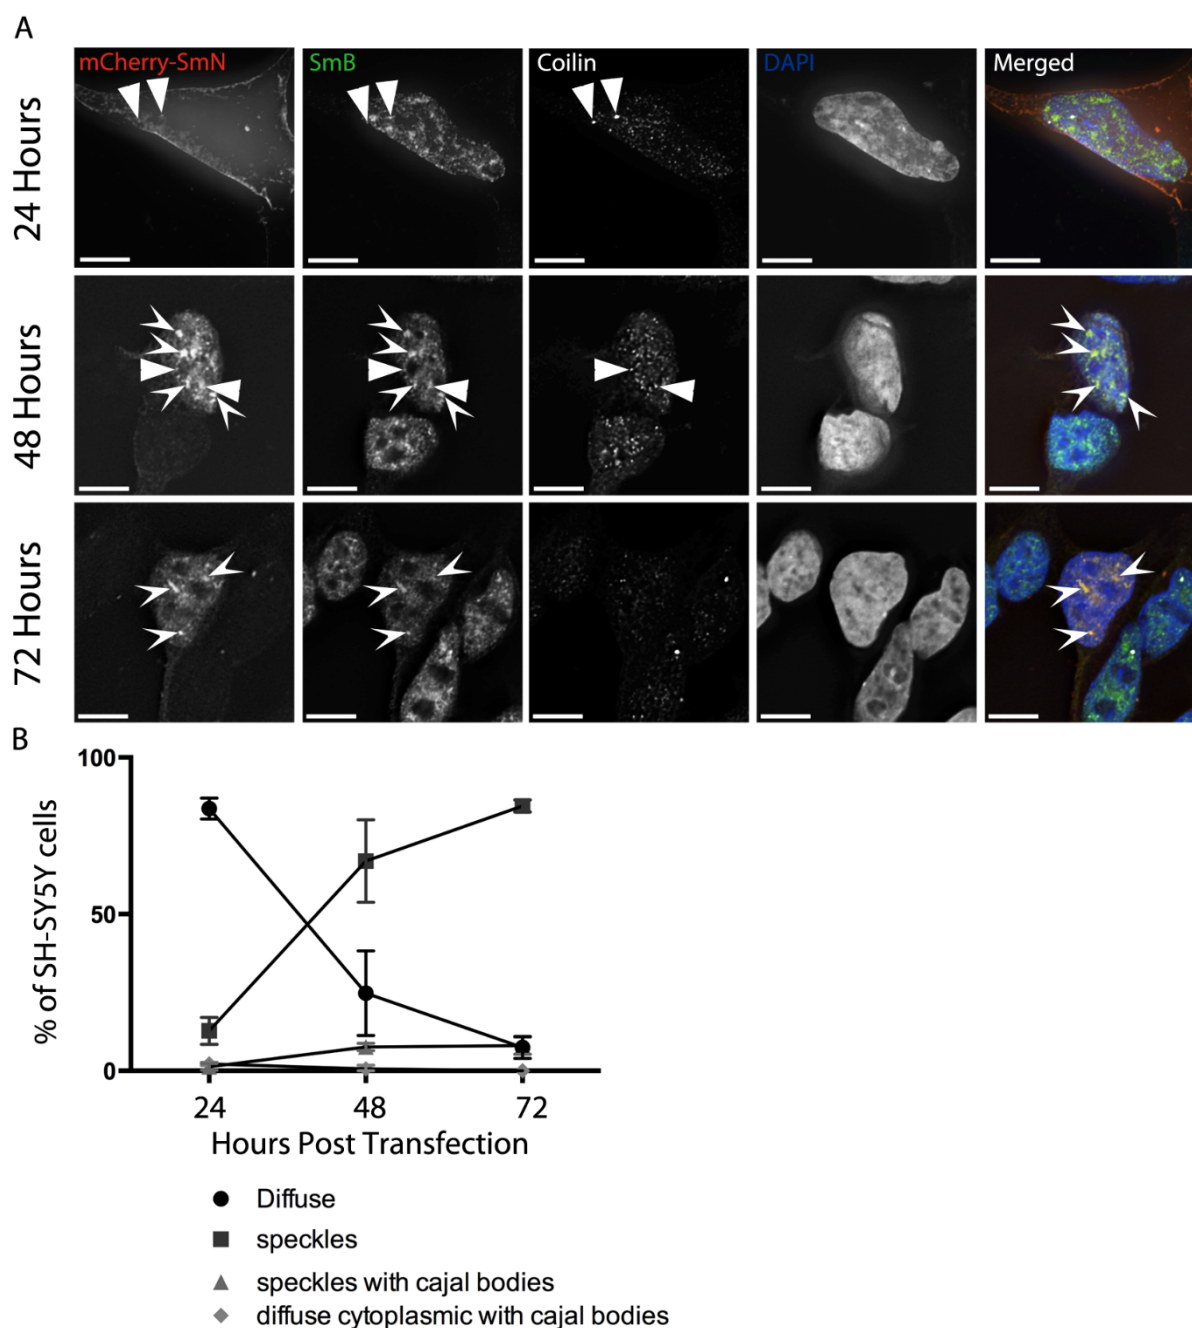 A
mCherry-SmN
SmB
Coilin
DAPI
Merged
24 Hours
48 Hours
72 Hours
B
100
50
0
% of SH-SY5Y cells
24
48
72
Hours Post Transfection
Diffuse
speckles
speckles with cajal bodies
diffuse cytoplasmic with cajal bodies